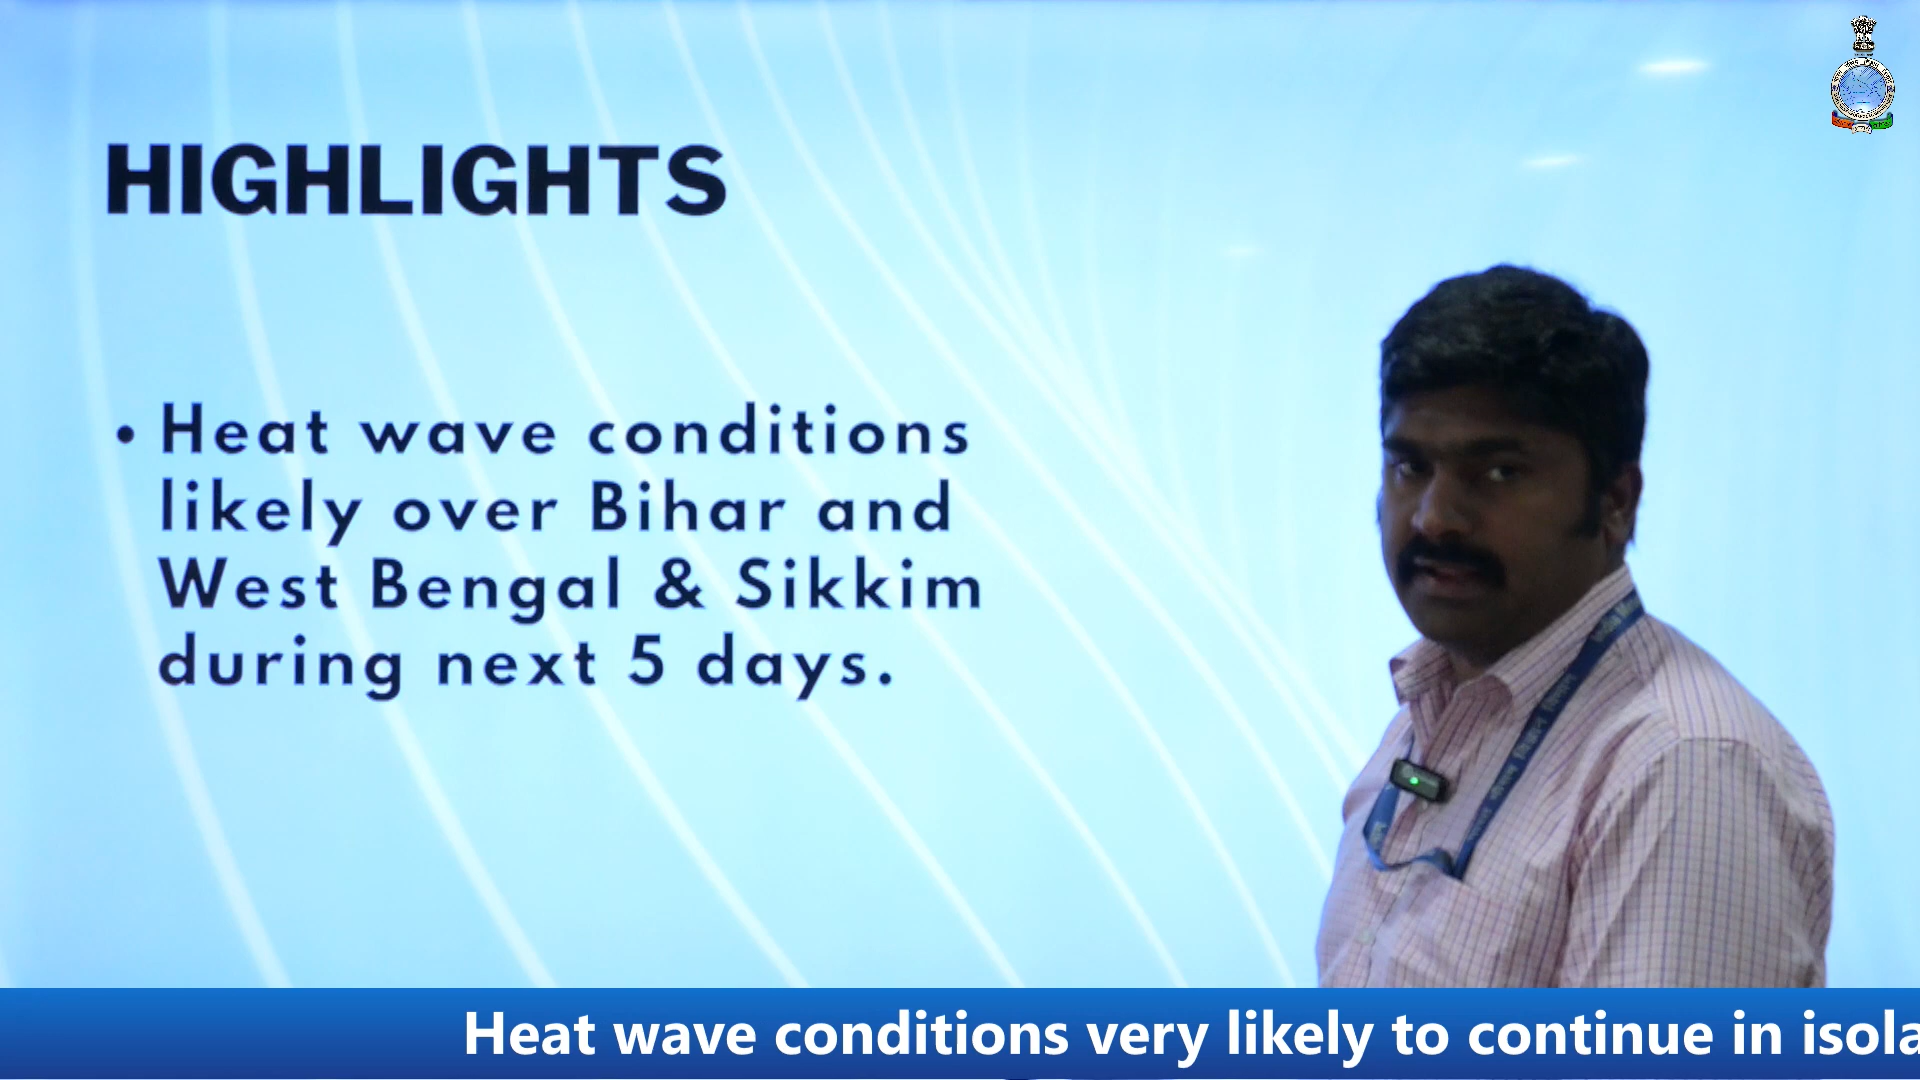 HIGHLIGHTS
• Heat wave conditions
likely over Bihar and
West Bengal & Sikkim
during next 5 days.
Heat wave conditions very likely to continue in isola